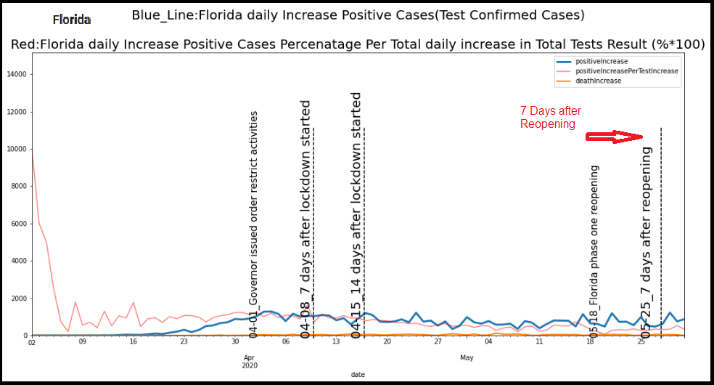 Florida
Blue_Line:Florida daily Increase Positive Cases(Test Confirmed Cases)
Red:Florida daily Increase Positive Cases Percenatage Per Total daily increase in Total Tests Result (%*100)
positiveIncrease
positiveIncreasePerTestIncrease
deathIncrease
7 Days after
Reopening
14000
12000
10000
8000
6000
4000
2000
0
04-01_Governor issued order restrict activities
04-08_7 days after lockdown started
04-15_14 days after lockdown started
05-18_Florida phase one reopening
05-25_7 days after reopening
02
09
16
23
30
06
13
20
27
04
11
18
25
Apr
2020
May
date